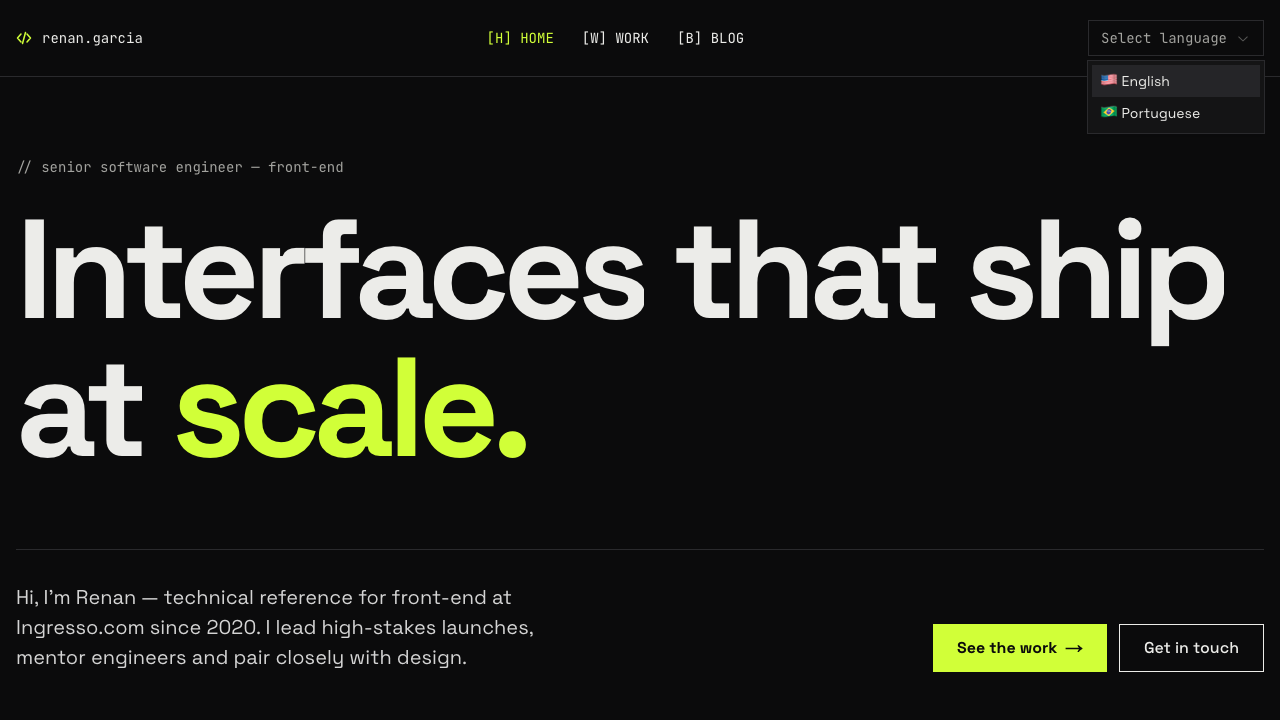 renan.garcia
[H] HOME
[W] WORK
[B] BLOG
Select language
English
Portuguese
// senior software engineer — front-end
Interfaces that ship
at scale.
Hi, I’m Renan — technical reference for front-end at
Ingresso.com since 2020. I lead high-stakes launches,
mentor engineers and pair closely with design.
See the work →
Get in touch